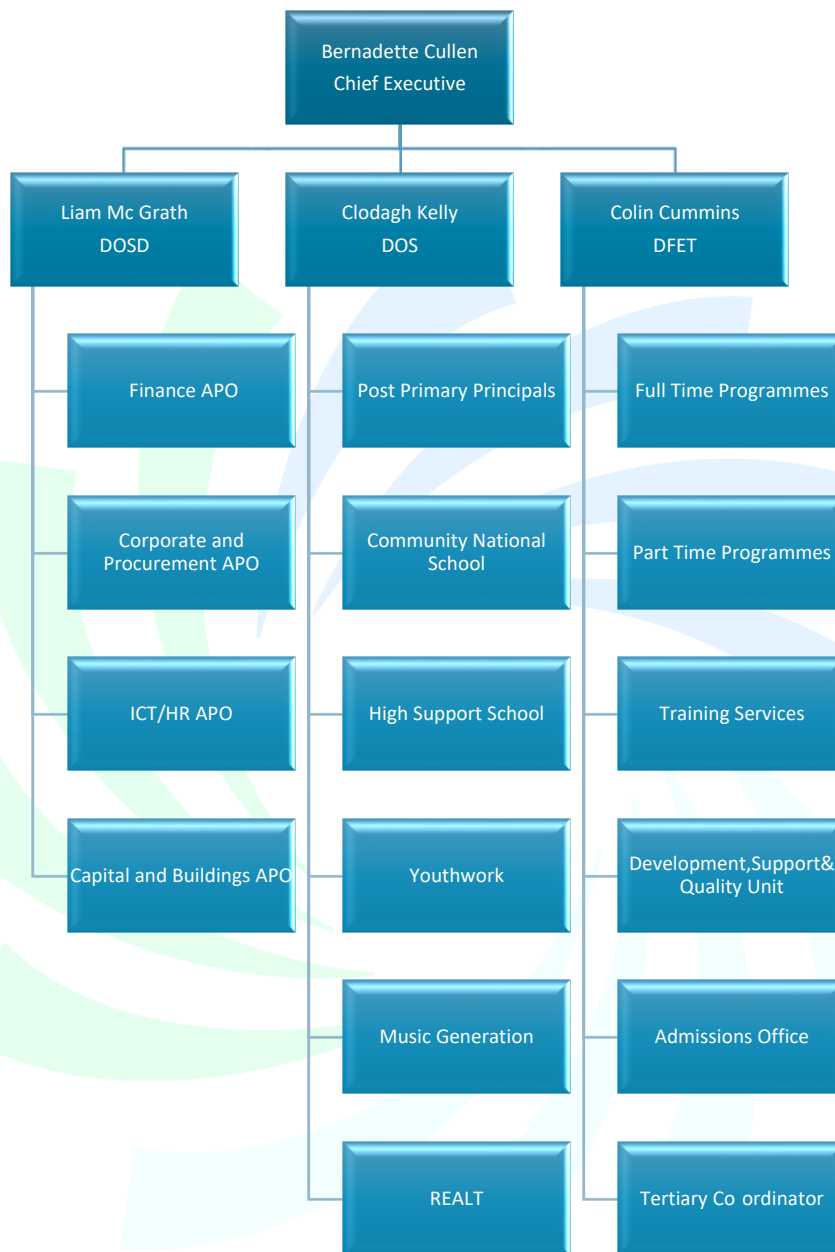 Bernadette Cullen
Chief Executive
Liam Mc Grath
DOSD
Finance APO
Corporate and
Procurement APO
ICT/HR APO
Capital and Buildings APO
Clodagh Kelly
DOS
Post Primary Principals
Community National
School
High Support School
Youthwork
Music Generation
REALT
Colin Cummins
DFET
Full Time Programmes
Part Time Programmes
Training Services
Development,Support&
Quality Unit
Admissions Office
Tertiary Co ordinator